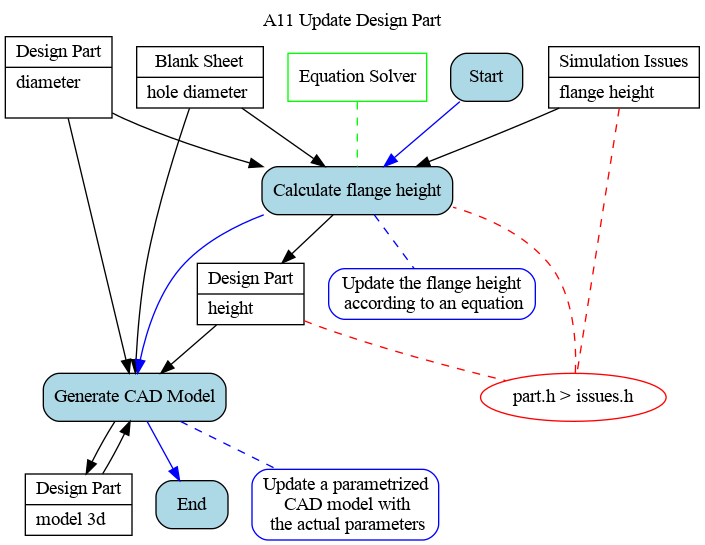 A11 Update Design Part
Design Part
diameter
Blank Sheet
hole diameter
Equation Solver
Start
Simulation Issues
flange height
Calculate flange height
Design Part
height
Update the flange height
according to an equation
Generate CAD Model
part.h > issues.h
Design Part
model 3d
End
Update a parametrized
CAD model with
the actual parameters